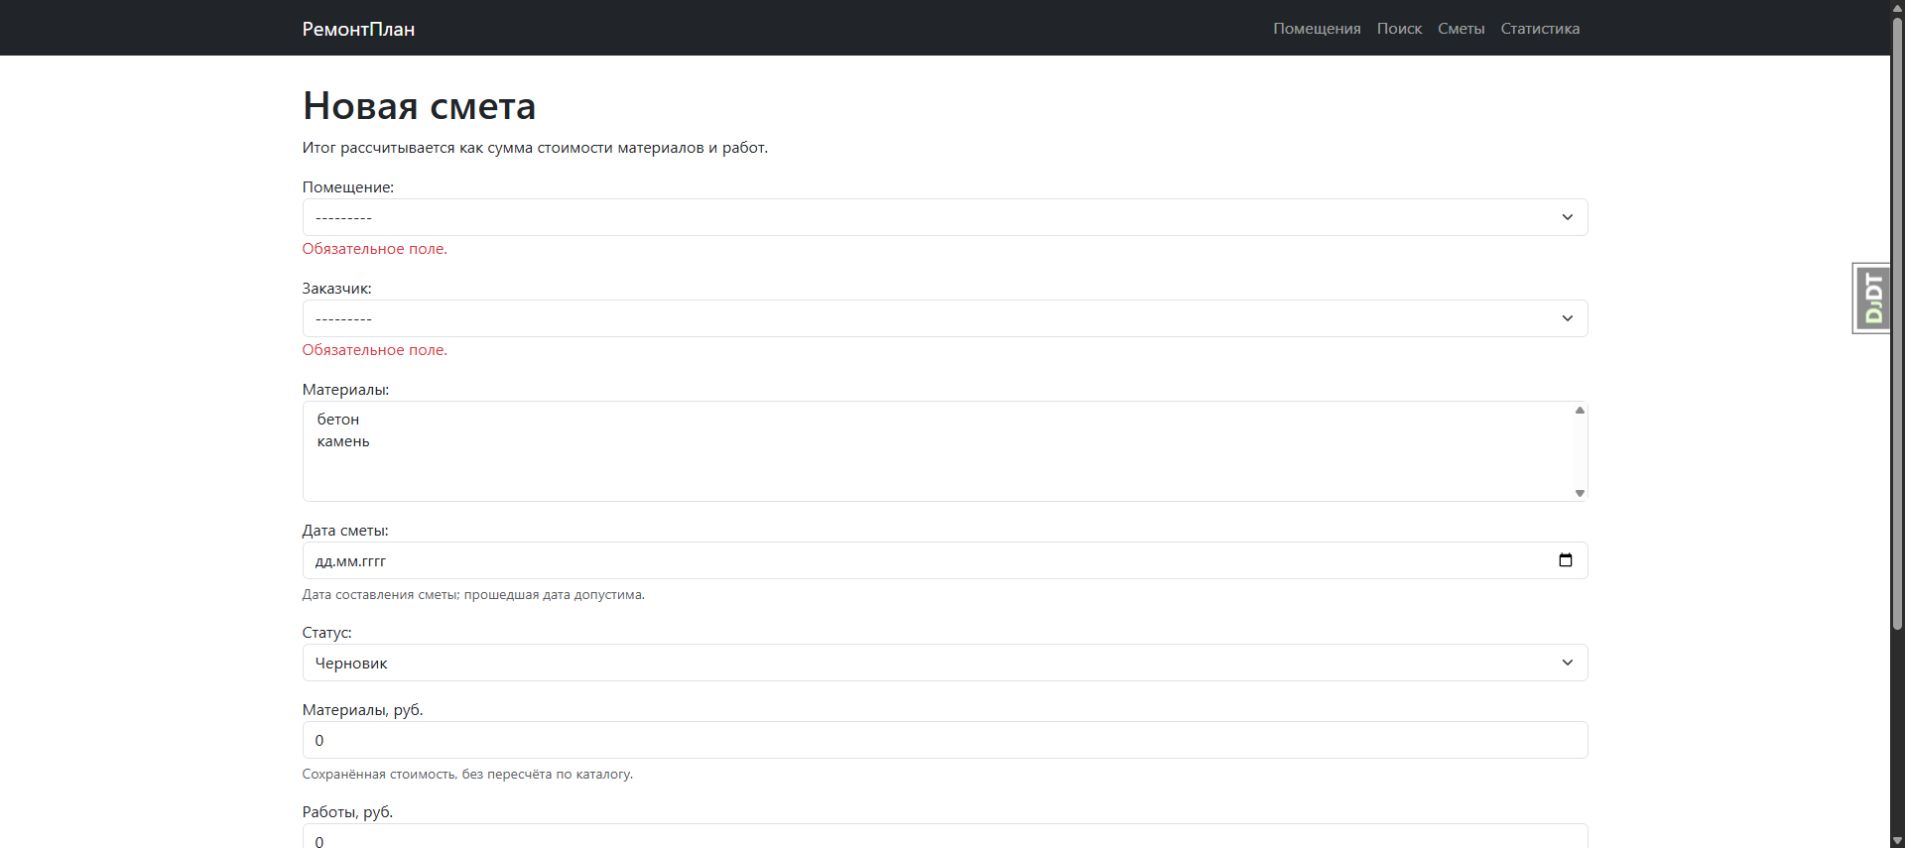 РемонтПлан
Помещения Поиск Сметы Статистика
Новая смета
Итог рассчитывается как сумма стоимости материалов и работ.
Помещение:
---------
Обязательное поле.
Заказчик:
---------
Обязательное поле.
Материалы:
бетон
камень
Дата сметы:
дд.мм.гггг
Дата составления сметы; прошедшая дата допустима.
Статус:
Черновик
Материалы, руб.
0
Сохранённая стоимость, без пересчёта по каталогу.
Работы, руб.
0
DJDT